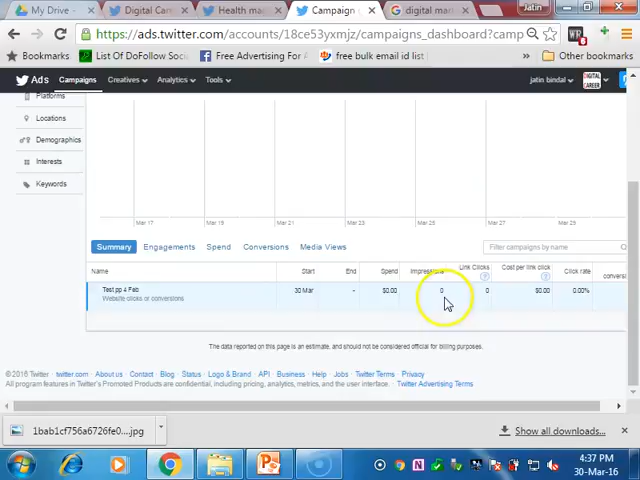 Jatin
My Drive -
Digital Care
Health mag
Campaign
digital mar
https://ads.twitter.com/accounts/18ce53yxmjz/campaigns_dashboard?camp
Bookmarks
List Of DoFollow Soci
Free Advertising For A
free bulk email id list
»
Other bookmarks
Ads
Campaigns
Creatives
Analytics
Tools
jatin bindal
DIGITAL
CAREER
Platforms
Locations
Demographics
Interests
Keywords
Mar 17
Mar 19
Mar 21
Mar 23
Mar 25
Mar 27
Mar 29
Summary
Engagements
Spend
Conversions
Media Views
Filter campaigns by name
Name
Start
End
Spend
Impressions
Link Clicks
Cost per link click
Click rate
conversi
Test pp 4 Fab
30 Mar
-
$0.00
0
0
$0.00
0.00%
Website clicks or conversions
The data reported on this page is an estimate, and should not be considered official for billing purposes.
© 2016 Twitter · twitter.com · About us · Contact · Blog · Status · Logo & Brand · API · Business · Help · Jobs · Twitter Terms · Privacy
All program features in Twitter's Promoted Products are confidential, including pricing, analytics, metrics, and the user interface. · Twitter Advertising Terms
1bab1cf756a6726fe0....jpg
Show all downloads...
4:37 PM
30-Mar-16